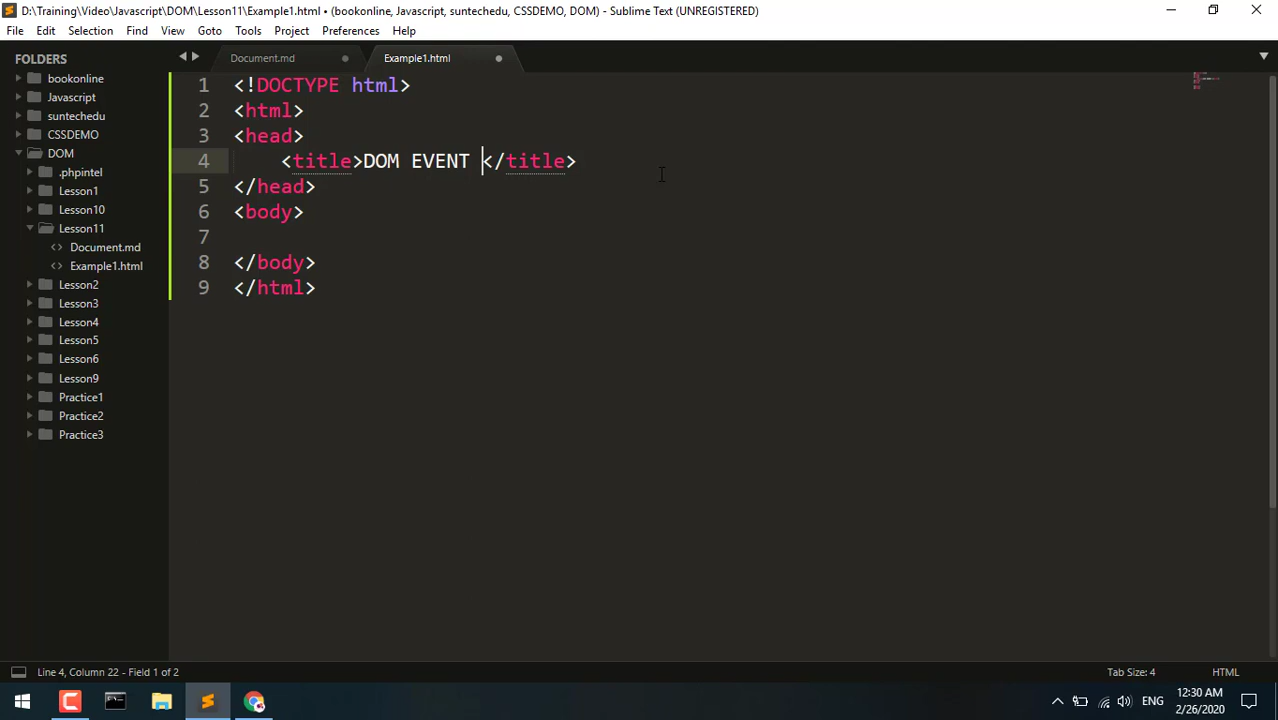 D:\Training\Video\Javascript\DOM\Lesson11\Example1.html • (bookonline, Javascript, suntechedu, CSSDEMO, DOM) - Sublime Text (UNREGISTERED)
File Edit Selection Find View Goto Tools Project Preferences Help
FOLDERS
bookonline
Javascript
suntechedu
CSSDEMO
DOM
.phpintel
Lesson1
Lesson10
Lesson11
Document.md
Example1.html
Lesson2
Lesson3
Lesson4
Lesson5
Lesson6
Lesson9
Practice1
Practice2
Practice3
Document.md Example1.html
1 <!DOCTYPE html>
2 <html>
3 <head>
4 <title>DOM EVENT </title>
5 </head>
6 <body>
7
8 </body>
9 </html>
Line 4, Column 22 - Field 1 of 2 Tab Size: 4 HTML
ENG 12:30 AM
2/26/2020